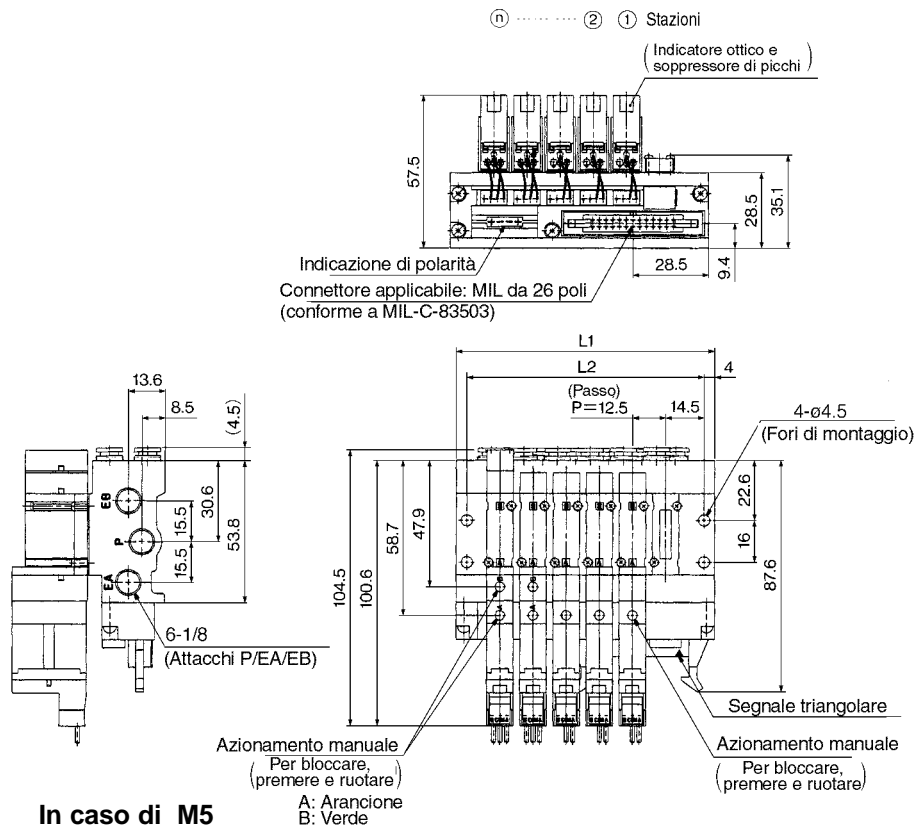 ⓝ ······· ···· ② ① Stazioni
(Indicatore ottico e
soppressore di picchi)
57.5
28.5
35.1
9.4
28.5
Indicazione di polarità
Connettore applicabile: MIL da 26 poli
(conforme a MIL-C-83503)
L1
L2
4
(Passo)
P=12.5
14.5
4-ø4.5
(Fori di montaggio)
13.6
8.5
(4.5)
EB
P
EA
15.5
15.5
30.6
53.8
6-1/8
(Attacchi P/EA/EB)
104.5
100.6
58.7
47.9
22.6
16
87.6
B
A
Segnale triangolare
Azionamento manuale
(Per bloccare,
premere e ruotare)
A: Arancione
B: Verde
Azionamento manuale
(Per bloccare,
premere e ruotare)
In caso di M5